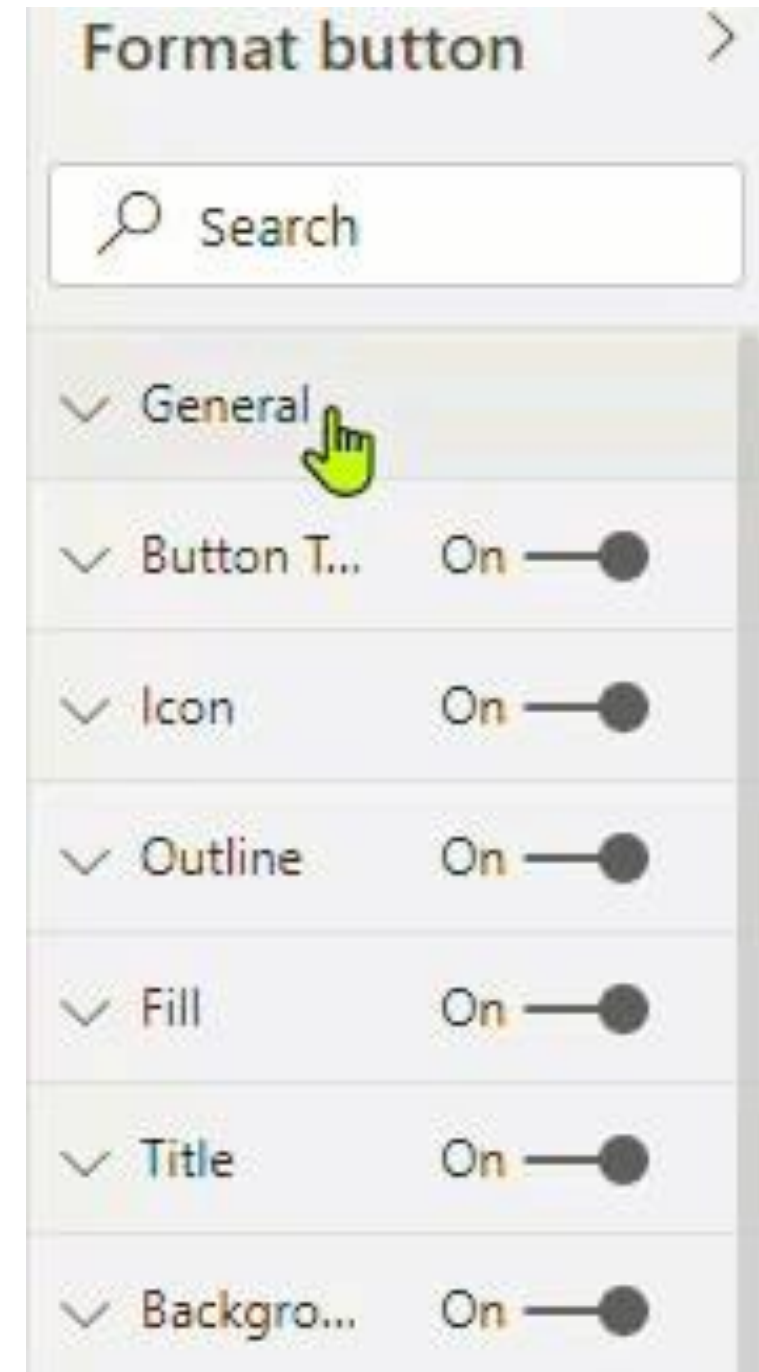 Format button
Search
General
Button T... On
Icon On
Outline On
Fill On
Title On
Backgro... On